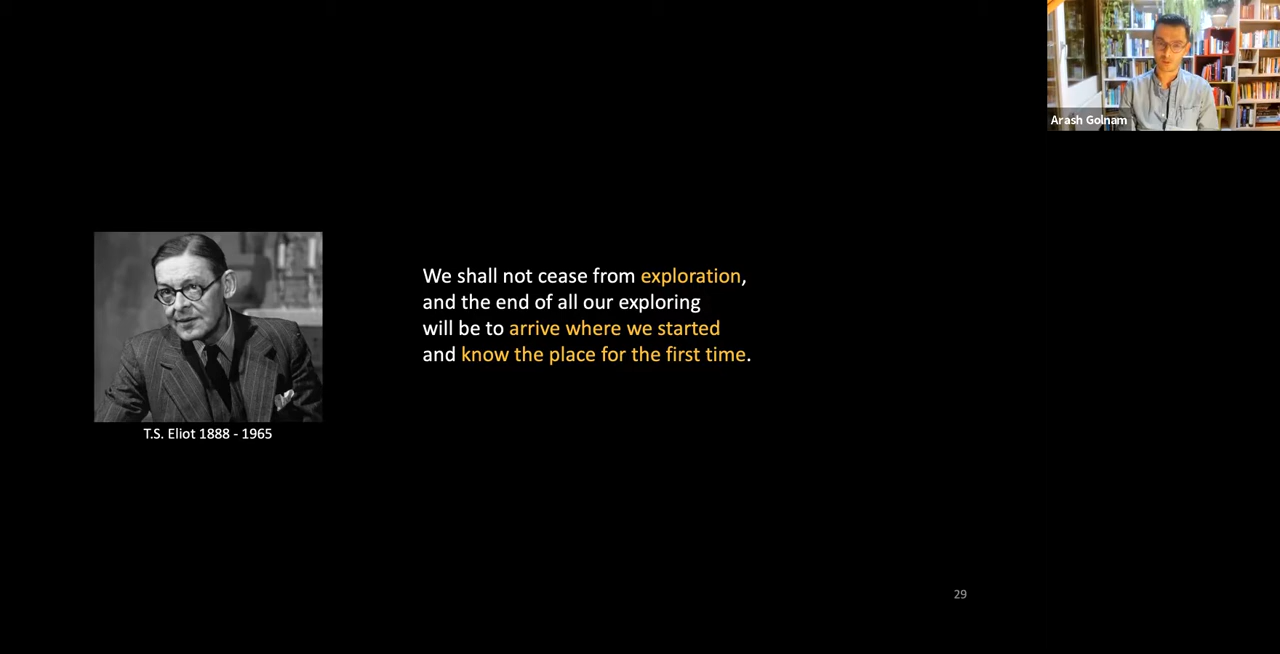 Arash Golnam
We shall not cease from exploration,
and the end of all our exploring
will be to arrive where we started
and know the place for the first time.
T.S. Eliot 1888 - 1965
29